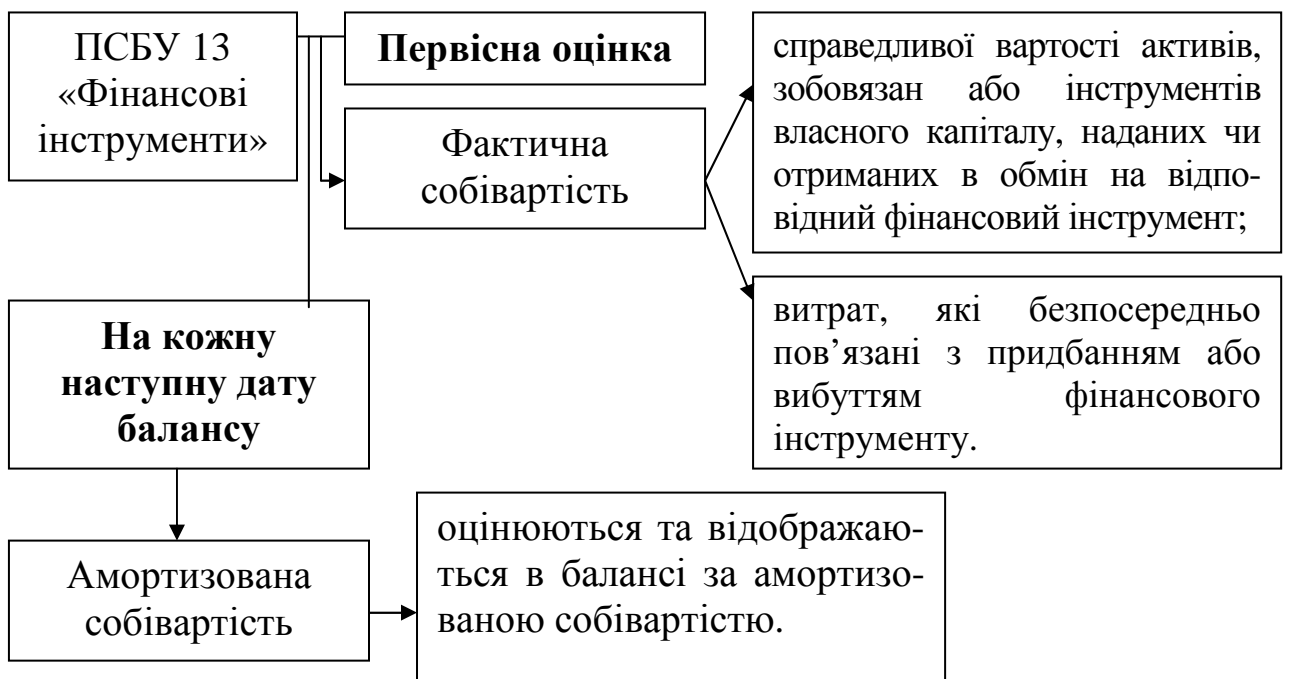 ПСБУ 13
«Фінансові
інструменти»
Первісна оцінка
Фактична
собівартість
справедливої вартості активів,
зобовязан або інструментів
власного капіталу, наданих чи
отриманих в обмін на відпо-
відний фінансовий інструмент;
витрат, які безпосередньо
пов’язані з придбанням або
вибуттям фінансового
інструменту.
На кожну
наступну дату
балансу
Амортизована
собівартість
оцінюються та відображаю-
ться в балансі за амортизо-
ваною собівартістю.